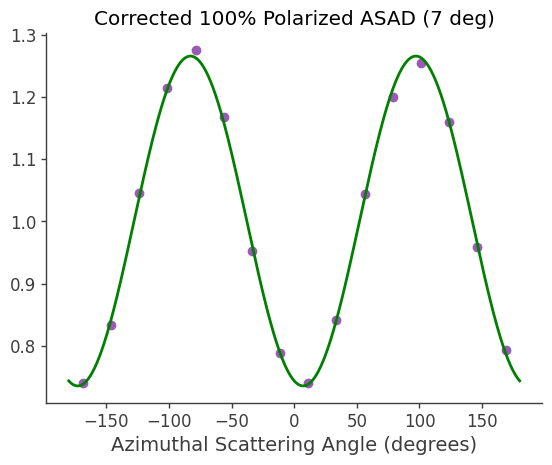 Corrected 100% Polarized ASAD (7 deg)
1.3
1.2
1.1
1.0
0.9
0.8
−150 −100 −50 0 50 100 150
Azimuthal Scattering Angle (degrees)